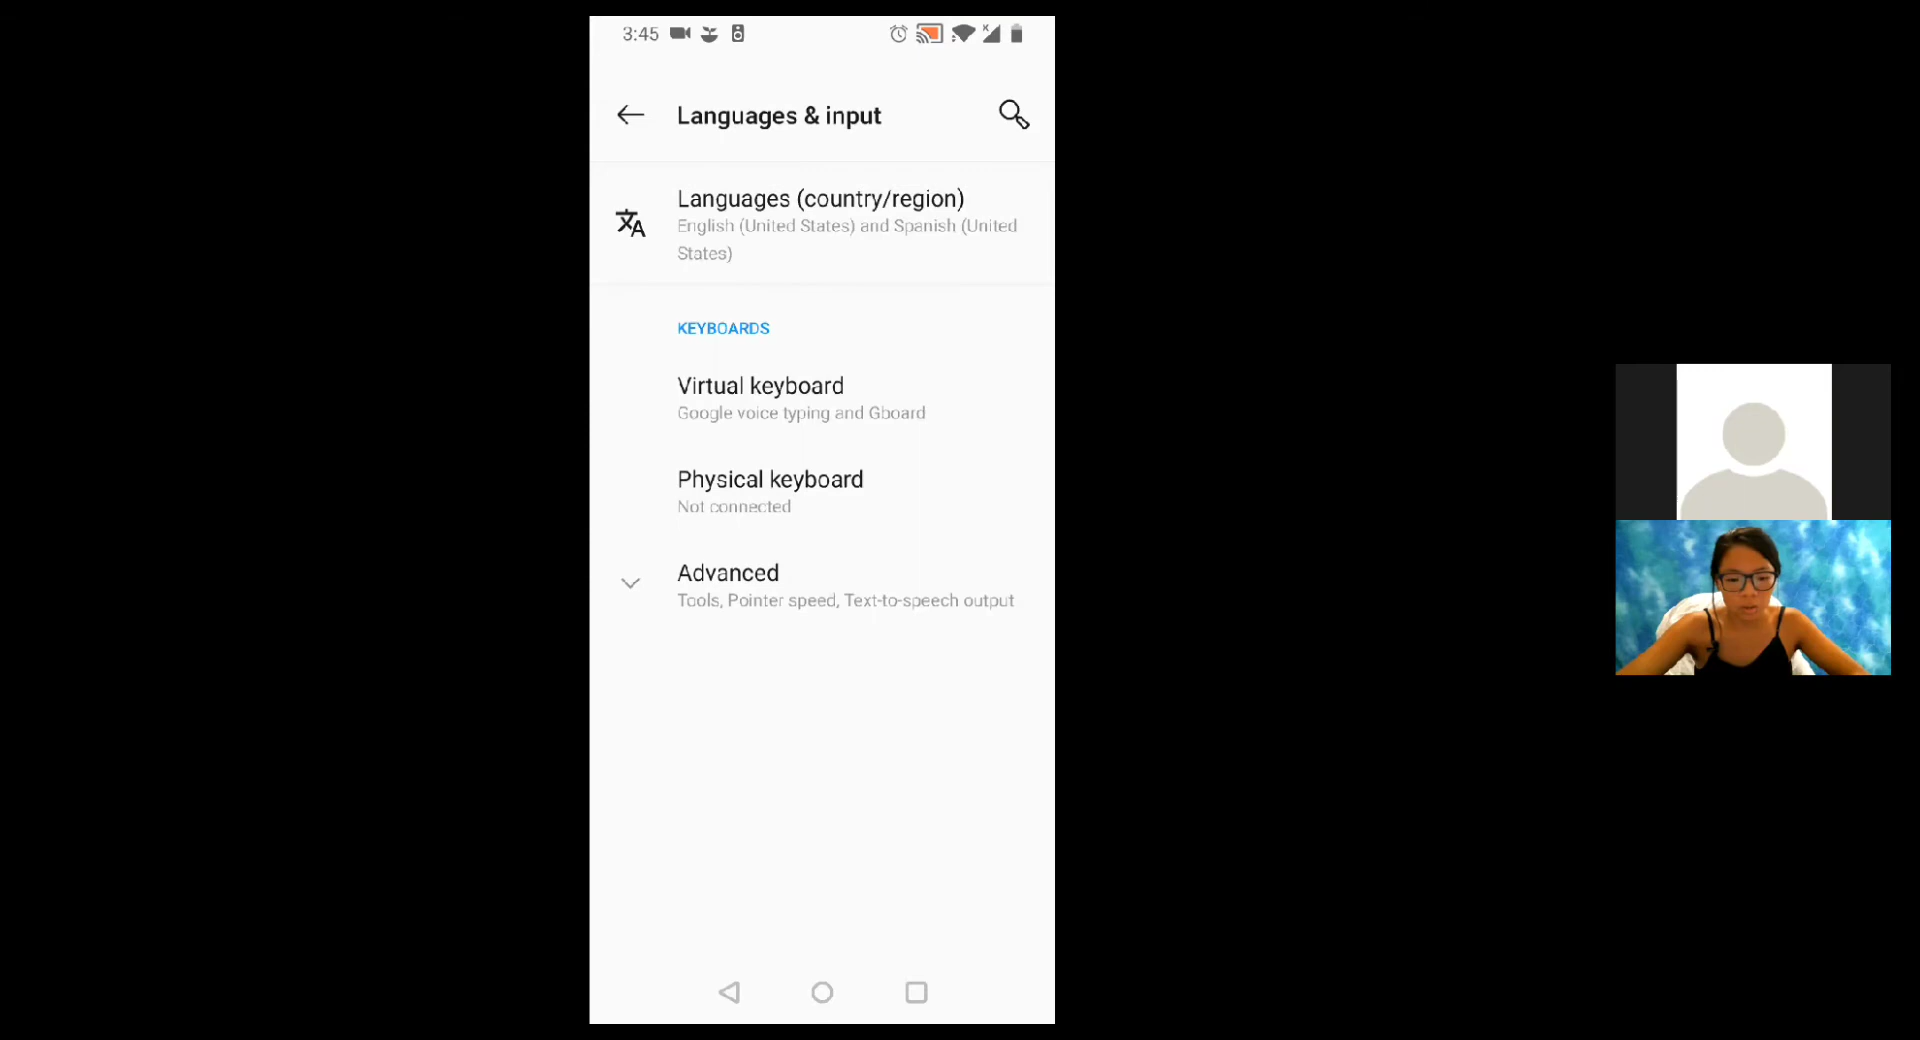 3:45
Languages & input
Languages (country/region)
English (United States) and Spanish (United
States)
KEYBOARDS
Virtual keyboard
Google voice typing and Gboard
Physical keyboard
Not connected
Advanced
Tools, Pointer speed, Text-to-speech output